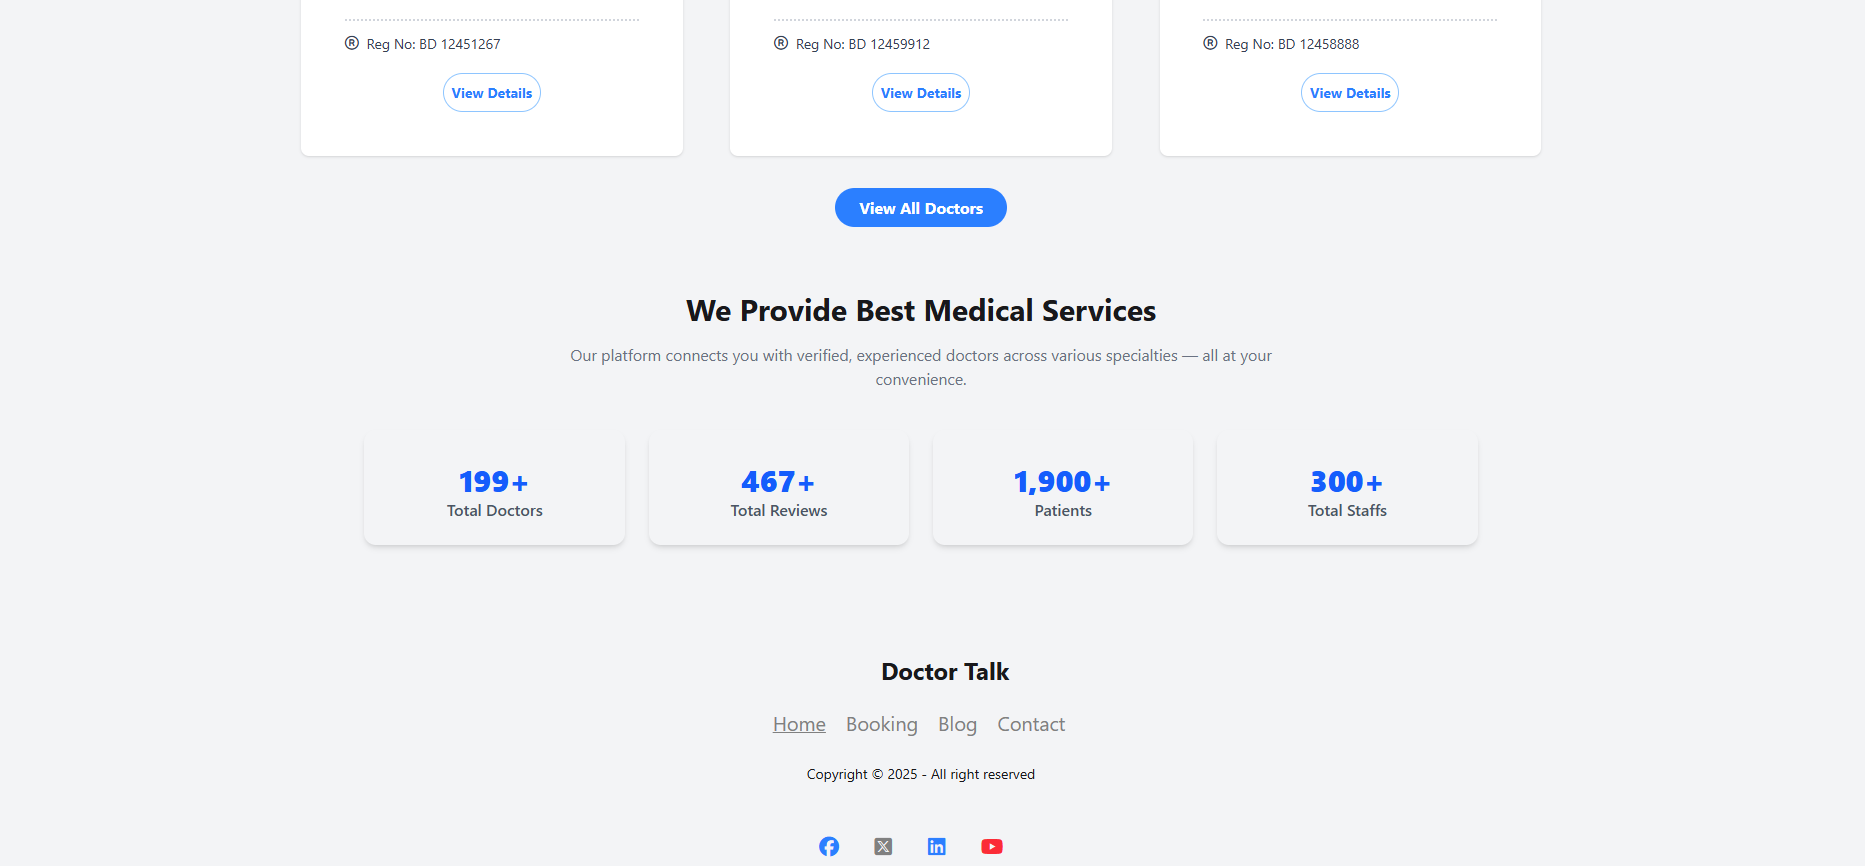 ® Reg No: BD 12451267
® Reg No: BD 12459912
® Reg No: BD 12458888
View Details
View Details
View Details
View All Doctors
We Provide Best Medical Services
Our platform connects you with verified, experienced doctors across various specialties — all at your
convenience.
199+
Total Doctors
467+
Total Reviews
1,900+
Patients
300+
Total Staffs
Doctor Talk
Home Booking Blog Contact
Copyright © 2025 - All right reserved